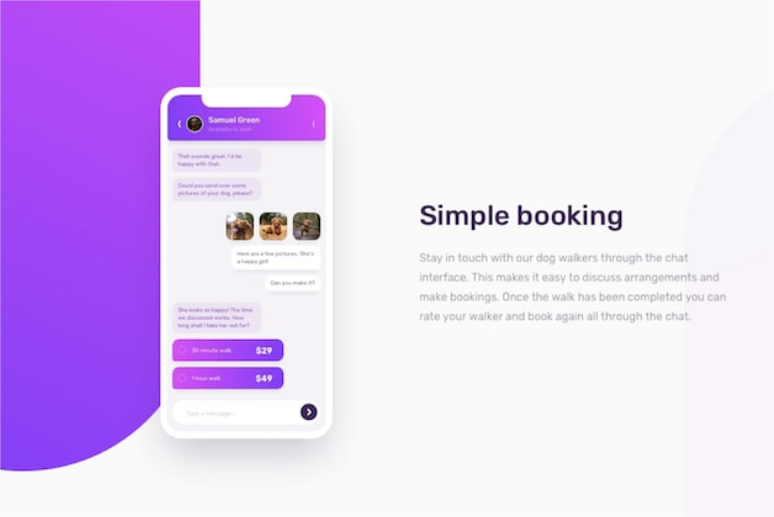 Samuel Green
Available to Walk
That sounds great. I'd be
happy with that.
Could you send over some
pictures of your dog, please?
Here are a few pictures. She's
a happy girl!
Can you make it?
She looks so happy! The time
we discussed works. How
long shall I take her out for?
30 minute walk
$29
1 hour walk
$49
Type a message…
Simple booking
Stay in touch with our dog walkers through the chat
interface. This makes it easy to discuss arrangements and
make bookings. Once the walk has been completed you can
rate your walker and book again all through the chat.